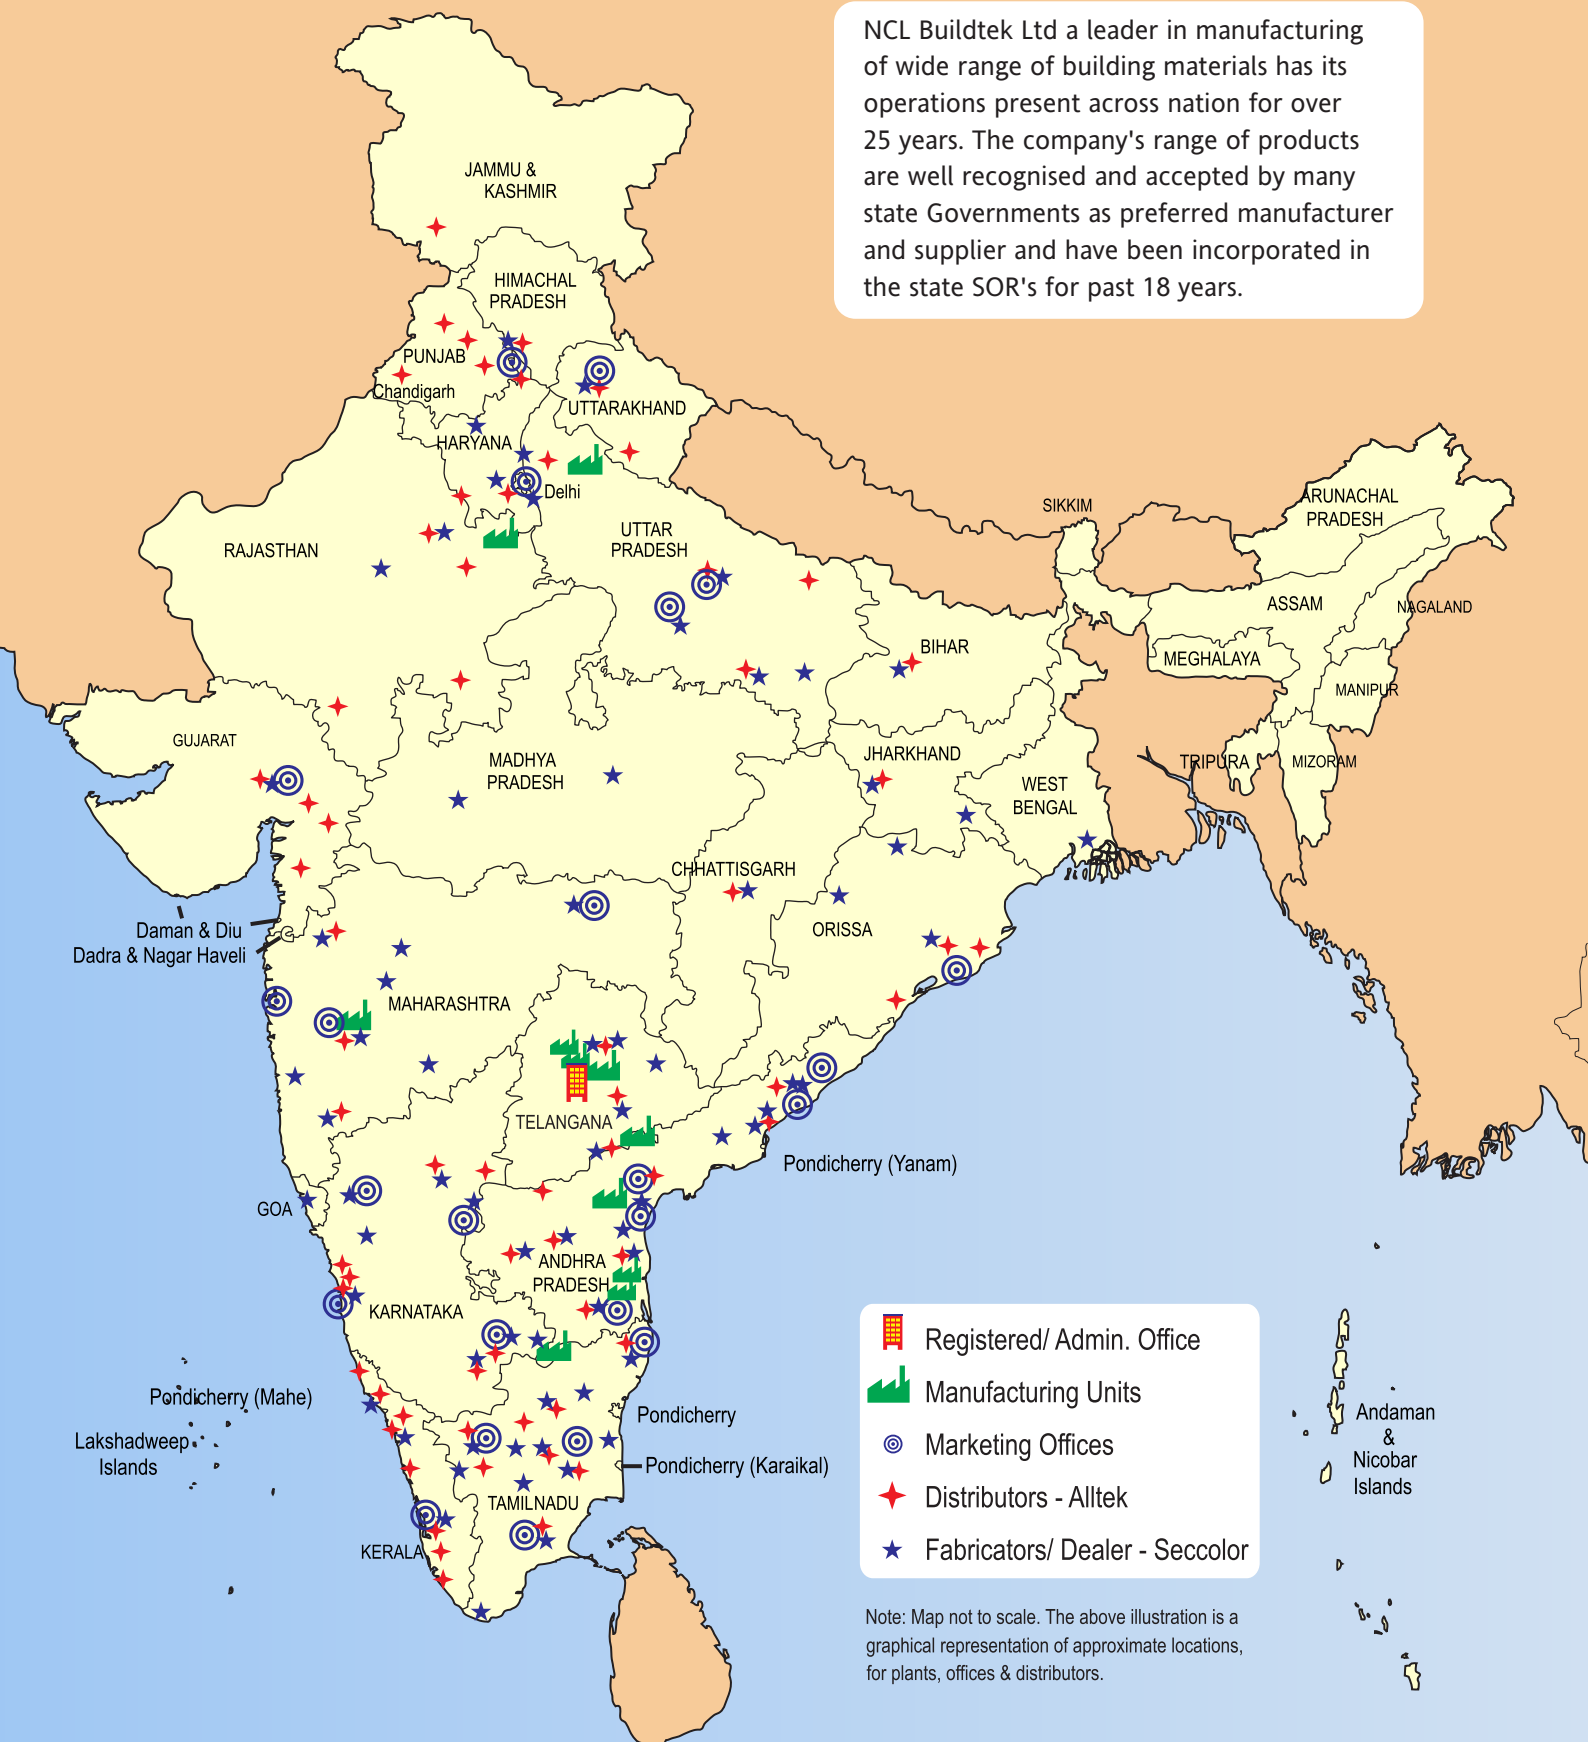 NCL Buildtek Ltd a leader in manufacturing
of wide range of building materials has its
operations present across nation for over
25 years. The company's range of products
are well recognised and accepted by many
state Governments as preferred manufacturer
and supplier and have been incorporated in
the state SOR's for past 18 years.
JAMMU &
KASHMIR
HIMACHAL
PRADESH
PUNJAB
Chandigarh
UTTARAKHAND
HARYANA
Delhi
RAJASTHAN
UTTAR
PRADESH
SIKKIM
ARUNACHAL
PRADESH
ASSAM
NAGALAND
MEGHALAYA
MANIPUR
BIHAR
GUJARAT
MADHYA
PRADESH
JHARKHAND
WEST
BENGAL
TRIPURA
MIZORAM
CHHATTISGARH
ORISSA
Daman & Diu
Dadra & Nagar Haveli
MAHARASHTRA
TELANGANA
Pondicherry (Yanam)
GOA
ANDHRA
PRADESH
KARNATAKA
Pondicherry (Mahe)
Lakshadweep
Islands
Pondicherry
Pondicherry (Karaikal)
TAMILNADU
KERALA
Andaman
&
Nicobar
Islands
Registered/ Admin. Office
Manufacturing Units
Marketing Offices
Distributors - Alltek
Fabricators/ Dealer - Seccolor
Note: Map not to scale. The above illustration is a
graphical representation of approximate locations,
for plants, offices & distributors.